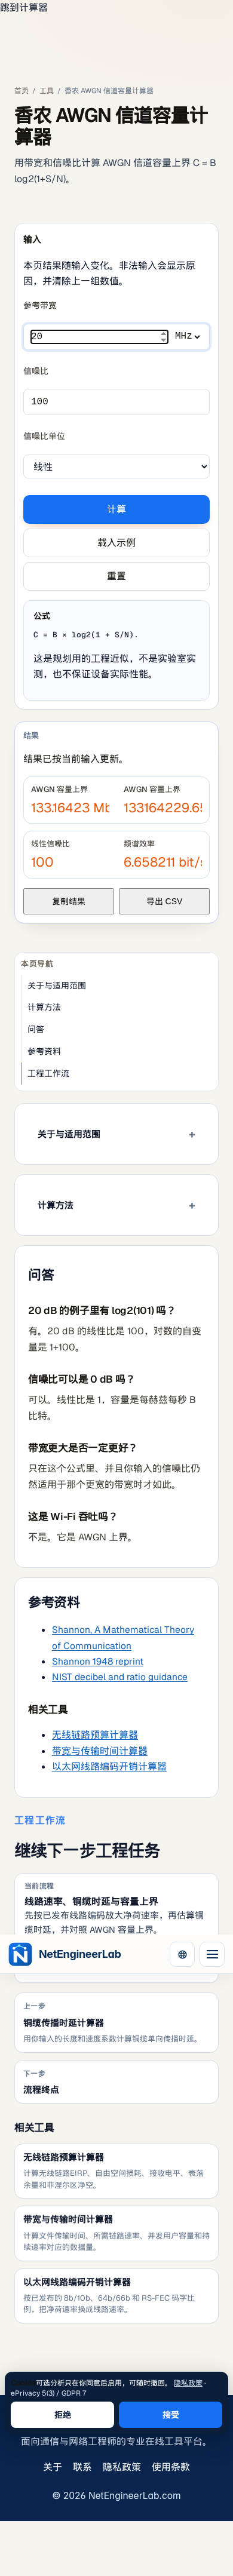 跳到计算器
首页 / 工具 / 香农 AWGN 信道容量计算器
香农 AWGN 信道容量计
算器
用带宽和信噪比计算 AWGN 信道容量上界 C = B
log2(1+S/N)。
输入
本页结果随输入变化。非法输入会显示原
因，并清除上一组数值。
参考带宽
20 MHz
信噪比
100
信噪比单位
线性
计算
载入示例
重置
公式
C = B × log2(1 + S/N).
这是规划用的工程近似，不是实验室实
测，也不保证设备实际性能。
结果
结果已按当前输入更新。
AWGN 容量上界 AWGN 容量上界
133.16423 Mb 133164229.65
线性信噪比 频谱效率
100 6.658211 bit/s
复制结果 导出 CSV
本页导航
关于与适用范围
计算方法
问答
参考资料
工程工作流
关于与适用范围 +
计算方法 +
问答
20 dB 的例子里有 log2(101) 吗？
有。20 dB 的线性比是 100，对数的自变
量是 1+100。
信噪比可以是 0 dB 吗？
可以。线性比是 1，容量是每赫兹每秒 B
比特。
带宽更大是否一定更好？
只在这个公式里、并且你输入的信噪比仍
然适用于那个更宽的带宽时才如此。
这是 Wi-Fi 吞吐吗？
不是。它是 AWGN 上界。
参考资料
Shannon, A Mathematical Theory
of Communication
Shannon 1948 reprint
NIST decibel and ratio guidance
相关工具
无线链路预算计算器
带宽与传输时间计算器
以太网线路编码开销计算器
工程工作流
继续下一步工程任务
当前流程
线路速率、铜缆时延与容量上界
先按已发布线路编码放大净荷速率，再估算铜
缆时延，并对照 AWGN 容量上界。
NetEngineerLab
上一步
铜缆传播时延计算器
用你输入的长度和速度系数计算铜缆单向传播时延。
下一步
流程终点
相关工具
无线链路预算计算器
计算无线链路EIRP、自由空间损耗、接收电平、衰落
余量和菲涅尔区净空。
带宽与传输时间计算器
计算文件传输时间、所需链路速率、并发用户容量和持
续速率对应的数据量。
以太网线路编码开销计算器
按已发布的 8b/10b、64b/66b 和 RS-FEC 码字比
例，把净荷速率换成线路速率。
可选分析只在你同意后启用，可随时撤回。 隐私政策 ·
ePrivacy 5(3) / GDPR 7
拒绝 接受
面向通信与网络工程师的专业在线工具平台。
关于 联系 隐私政策 使用条款
© 2026 NetEngineerLab.com